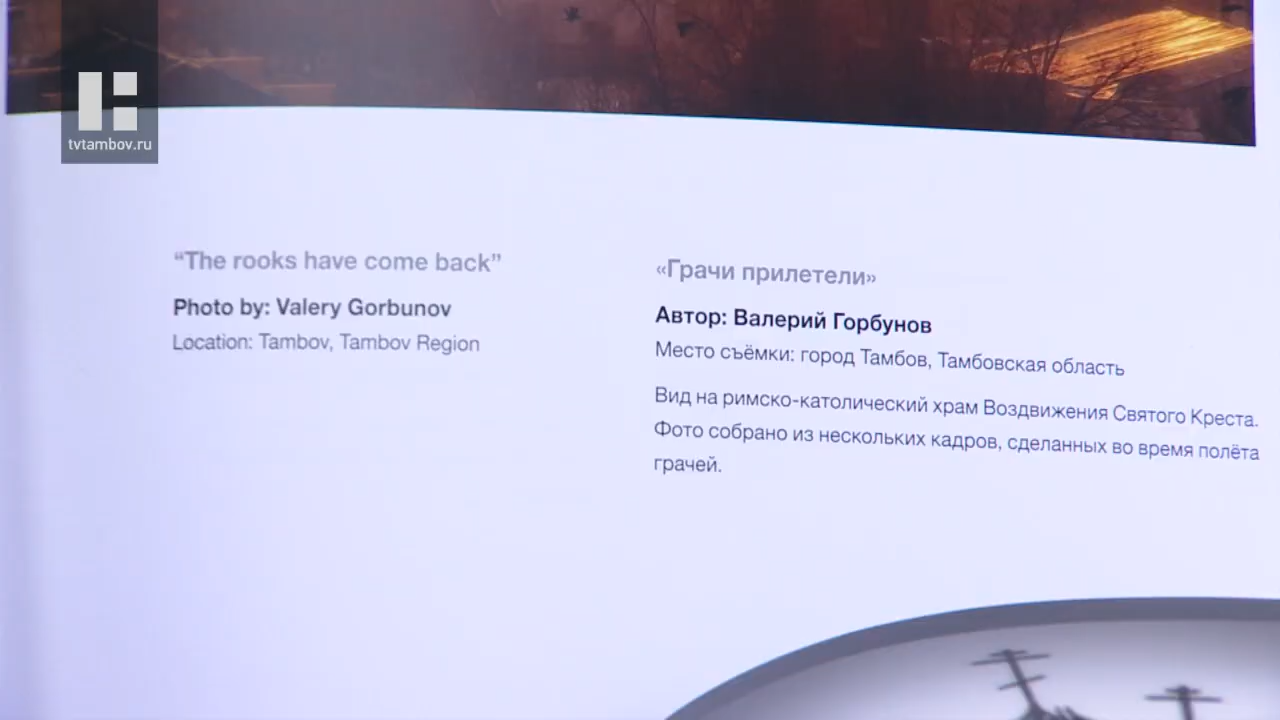 tvtambov.ru
“The rooks have come back”
Photo by: Valery Gorbunov
Location: Tambov, Tambov Region
«Грачи прилетели»
Автор: Валерий Горбунов
Место съёмки: город Тамбов, Тамбовская область
Вид на римско-католический храм Воздвижения Святого Креста.
Фото собрано из нескольких кадров, сделанных во время полёта
грачей.